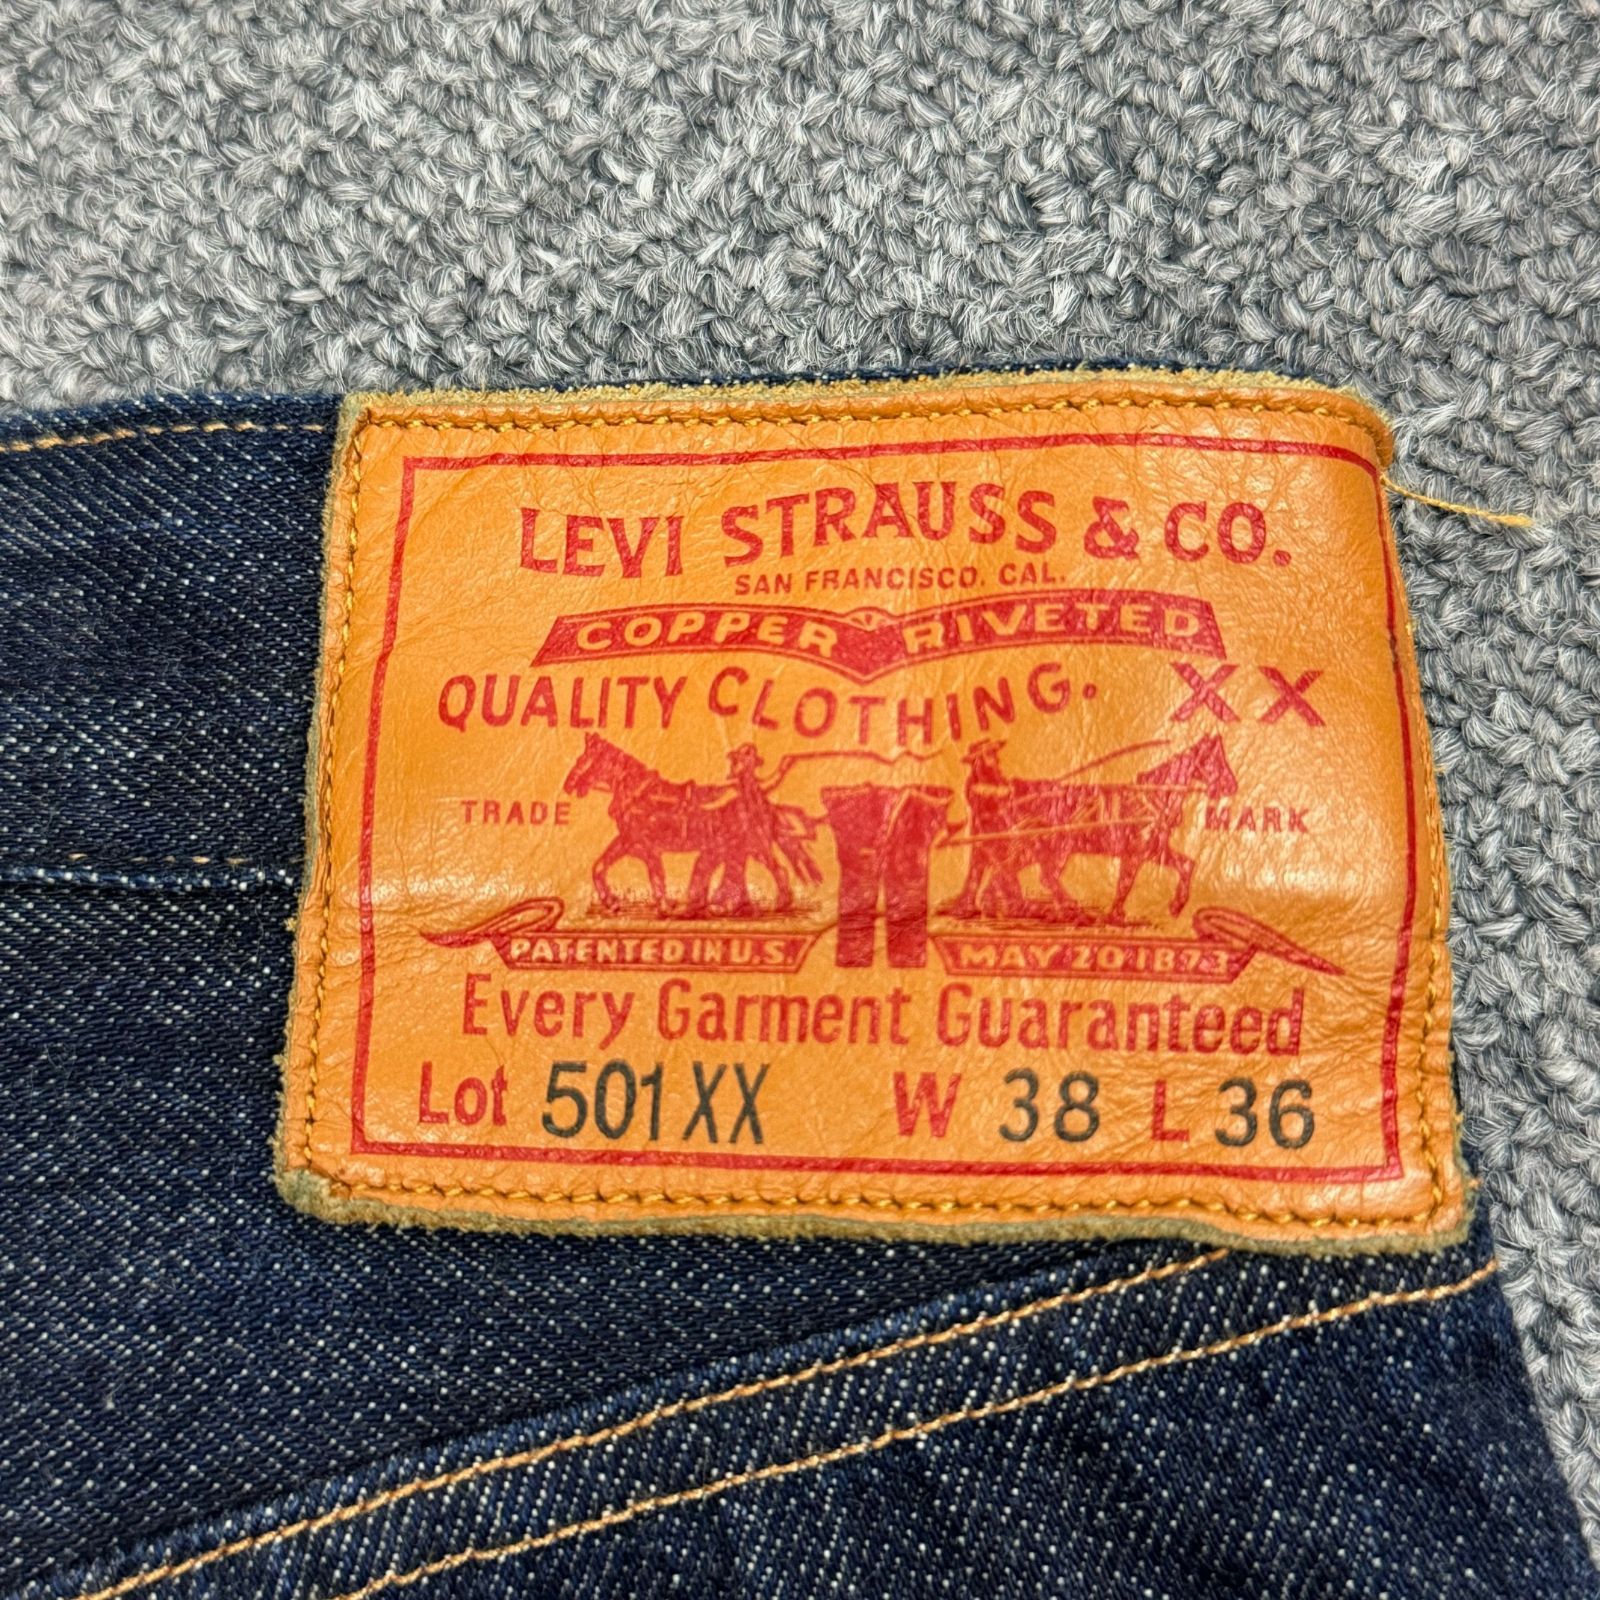 LEVI STRAUSS & CO.
SAN FRANCISCO, CAL.
COPPER RIVETED
QUALITY CLOTHING. XX
TRADE MARK
PATENTED IN U.S. MAY 20 1873
Every Garment Guaranteed
Lot 501XX W 38 L 36